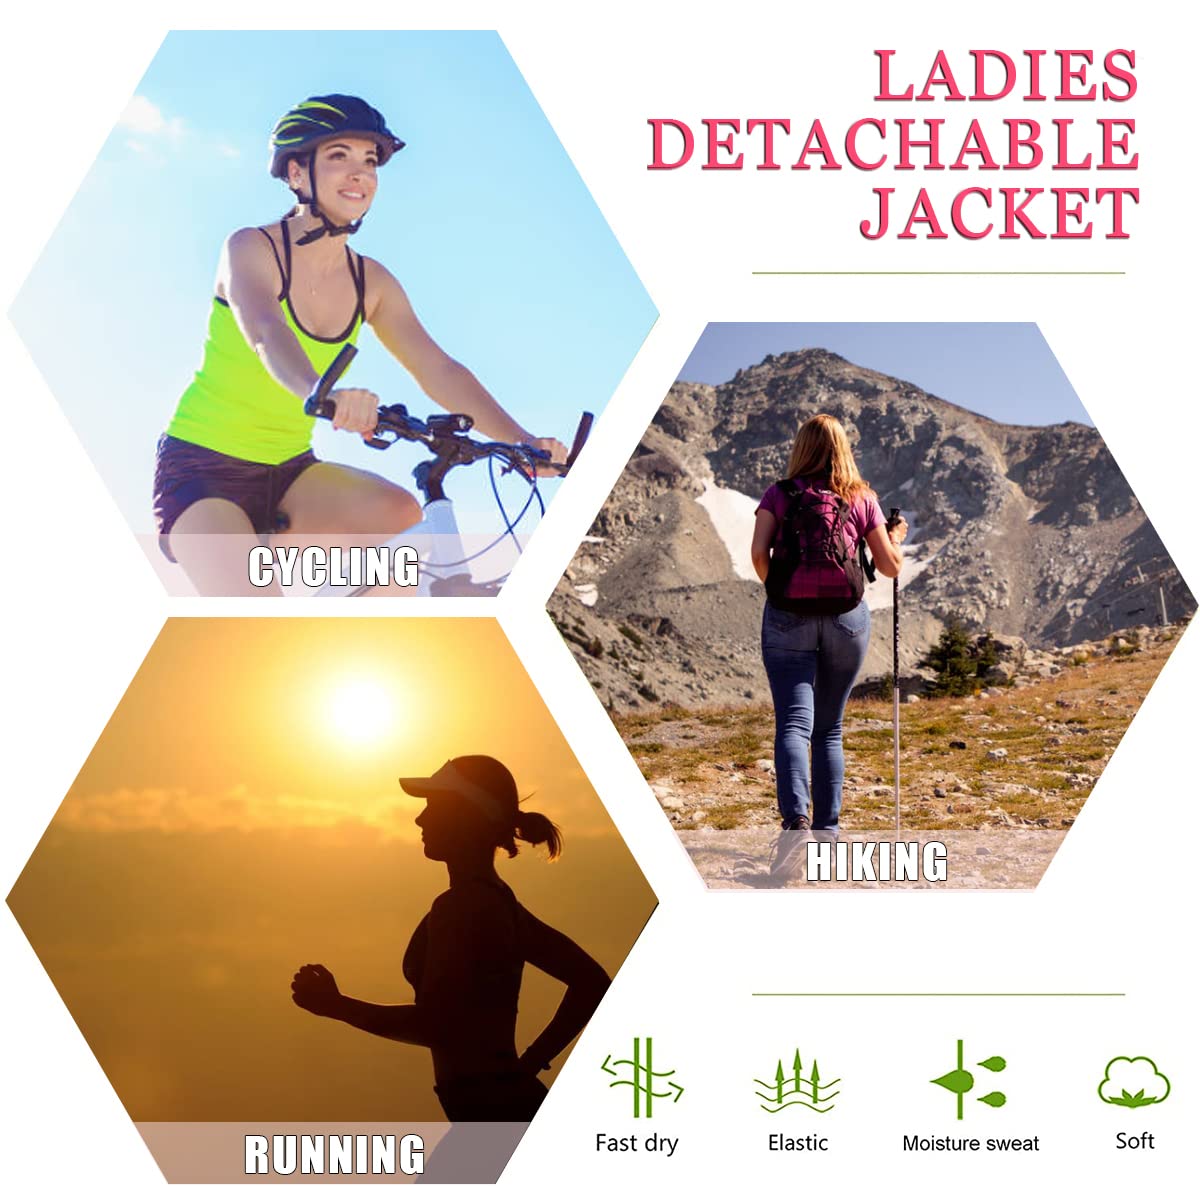 LADIES
DETACHABLE
JACKET
CYCLING
HIKING
RUNNING
Fast dry
Elastic
Moisture sweat
Soft